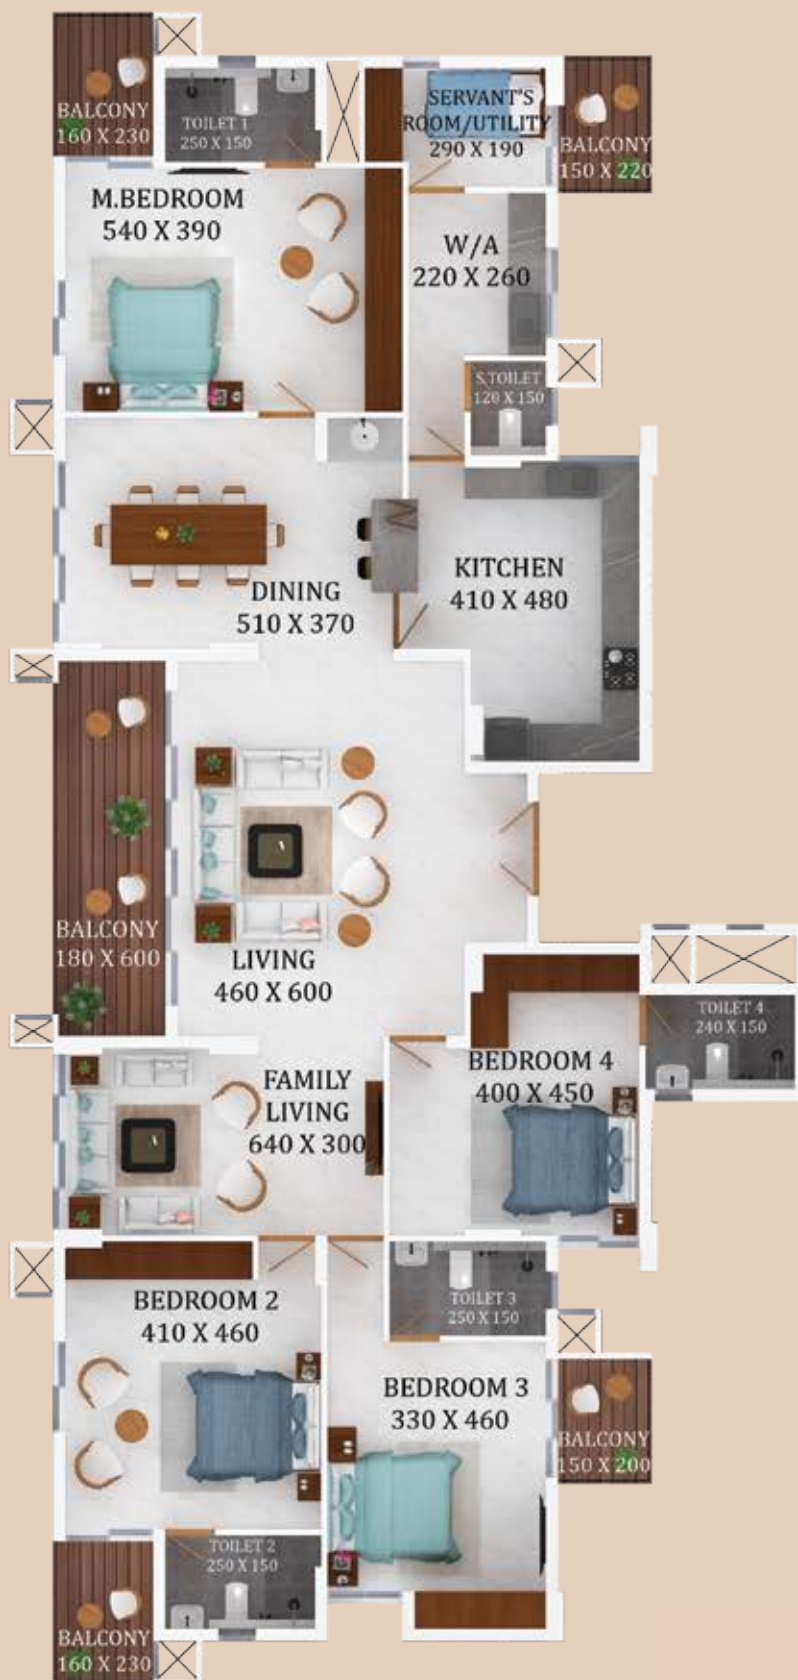 BALCONY
160 X 230
TOILET 1
250 X 150
SERVANT'S
ROOM/UTILITY
290 X 190
BALCONY
150 X 220
M.BEDROOM
540 X 390
W/A
220 X 260
S.TOILET
120 X 150
DINING
510 X 370
KITCHEN
410 X 480
BALCONY
180 X 600
LIVING
460 X 600
TOILET 4
240 X 150
FAMILY
LIVING
640 X 300
BEDROOM 4
400 X 450
BEDROOM 2
410 X 460
TOILET 3
250 X 150
BEDROOM 3
330 X 460
BALCONY
150 X 200
TOILET 2
250 X 150
BALCONY
160 X 230